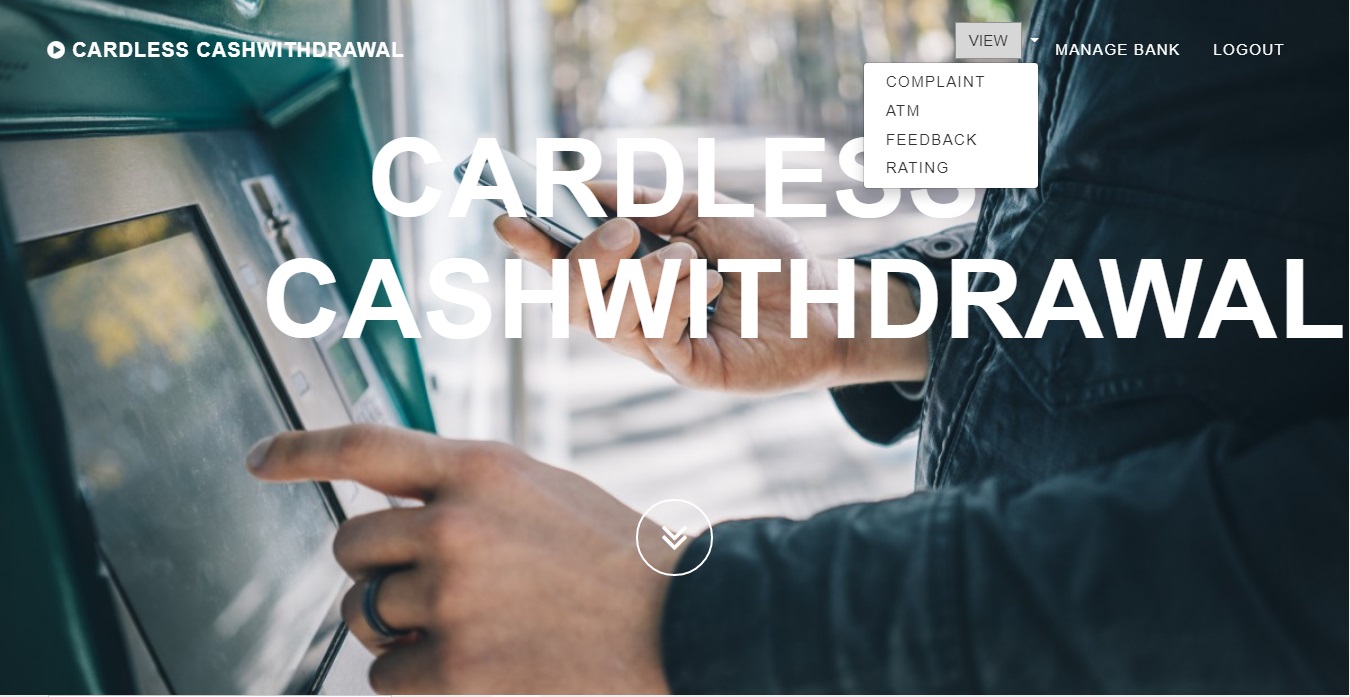 CARDLESS CASHWITHDRAWAL
VIEW
MANAGE BANK
LOGOUT
COMPLAINT
ATM
FEEDBACK
RATING
CARDLESS
CASHWITHDRAWAL